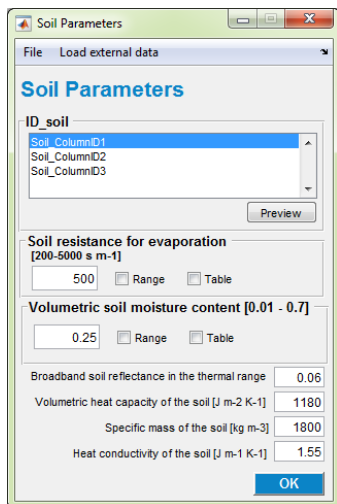 Soil Parameters
File Load external data
Soil Parameters
ID_soil
Soil_ColumnID1
Soil_ColumnID2
Soil_ColumnID3
Preview
Soil resistance for evaporation
[200-5000 s m-1]
500 Range Table
Volumetric soil moisture content [0.01 - 0.7]
0.25 Range Table
Broadband soil reflectance in the thermal range 0.06
Volumetric heat capacity of the soil [J m-2 K-1] 1180
Specific mass of the soil [kg m-3] 1800
Heat conductivity of the soil [J m-1 K-1] 1.55
OK